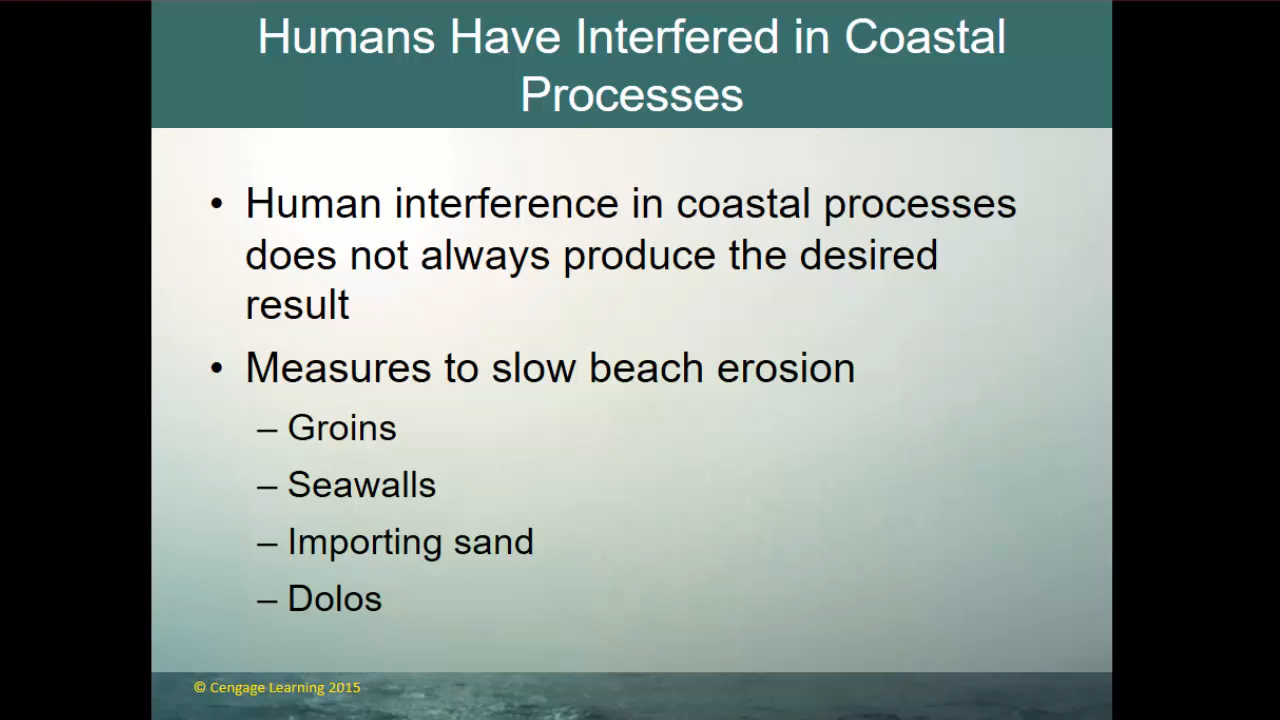 Humans Have Interfered in Coastal
Processes
• Human interference in coastal processes
does not always produce the desired
result
• Measures to slow beach erosion
– Groins
– Seawalls
– Importing sand
– Dolos
© Cengage Learning 2015